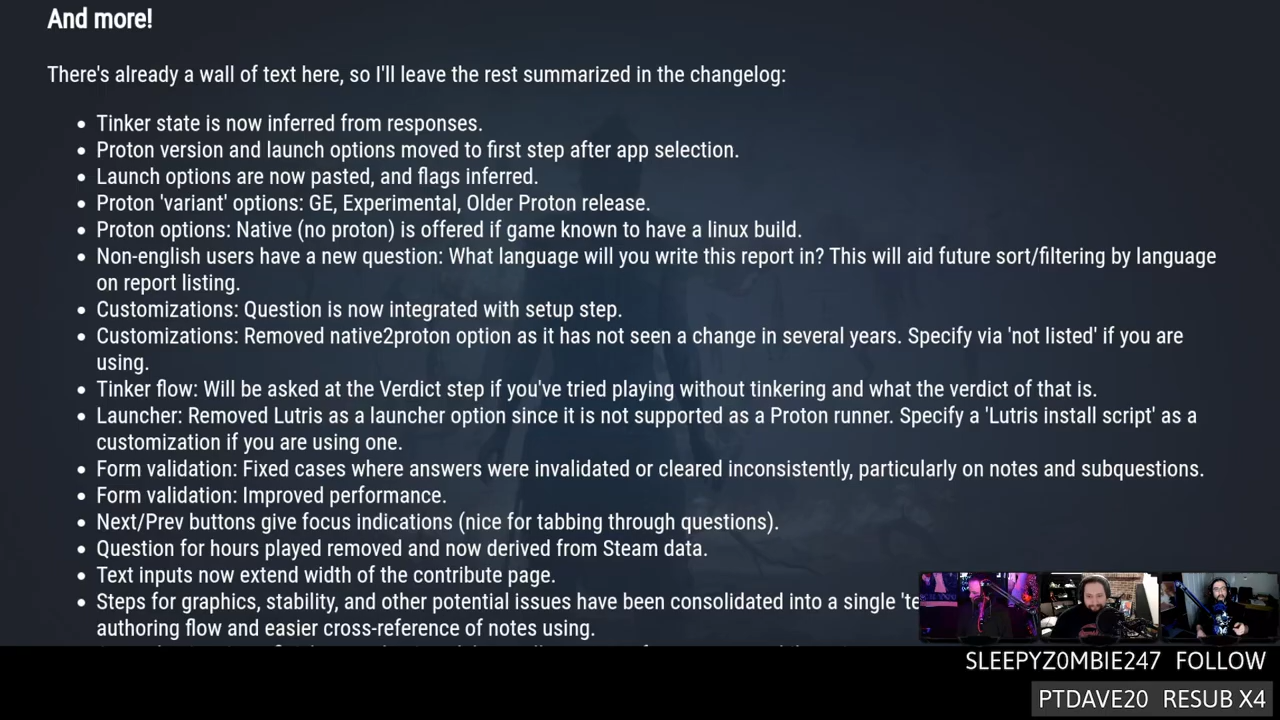 And more!
There's already a wall of text here, so I'll leave the rest summarized in the changelog:
• Tinker state is now inferred from responses.
• Proton version and launch options moved to first step after app selection.
• Launch options are now pasted, and flags inferred.
• Proton 'variant' options: GE, Experimental, Older Proton release.
• Proton options: Native (no proton) is offered if game known to have a linux build.
• Non-english users have a new question: What language will you write this report in? This will aid future sort/filtering by language
on report listing.
• Customizations: Question is now integrated with setup step.
• Customizations: Removed native2proton option as it has not seen a change in several years. Specify via 'not listed' if you are
using.
• Tinker flow: Will be asked at the Verdict step if you've tried playing without tinkering and what the verdict of that is.
• Launcher: Removed Lutris as a launcher option since it is not supported as a Proton runner. Specify a 'Lutris install script' as a
customization if you are using one.
• Form validation: Fixed cases where answers were invalidated or cleared inconsistently, particularly on notes and subquestions.
• Form validation: Improved performance.
• Next/Prev buttons give focus indications (nice for tabbing through questions).
• Question for hours played removed and now derived from Steam data.
• Text inputs now extend width of the contribute page.
• Steps for graphics, stability, and other potential issues have been consolidated into a single
authoring flow and easier cross-reference of notes using.
SLEEPYZ0MBIE247 FOLLOW
PTDAVE20 RESUB X4